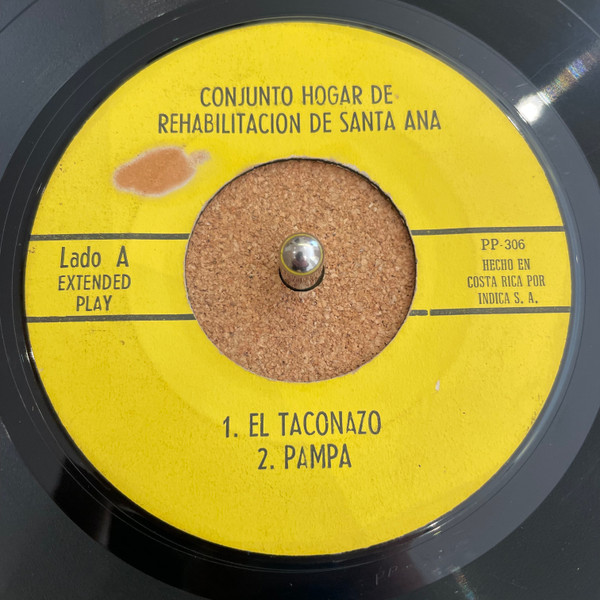 CONJUNTO HOGAR DE
REHABILITACION DE SANTA ANA
Lado A
EXTENDED
PLAY
PP-306
HECHO EN
COSTA RICA POR
INDICA S. A.
1. EL TACONAZO
2. PAMPA